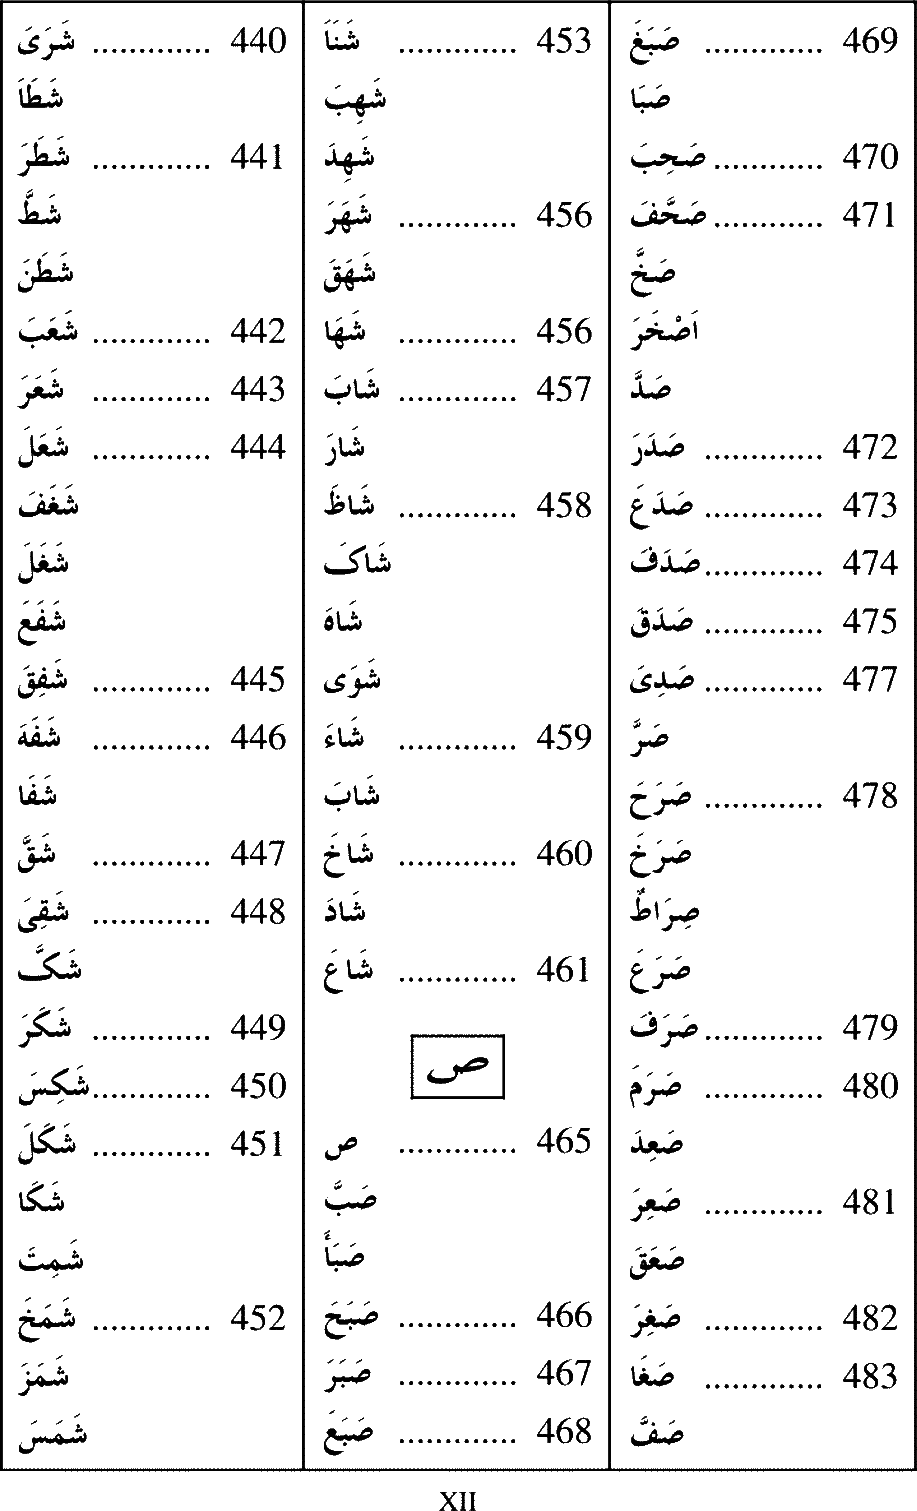 شَرَىَ ............. 440
شَطَاَ
شَطَرَ ............. 441
شَطَّ
شَطَنَ
شَعَبَ ............. 442
شَعَرَ ............. 443
شَعَلَ ............. 444
شَغَفَ
شَغَلَ
شَفَعَ
شَفِقَ ............. 445
شَفَهَ ............. 446
شَفَا
شَقَّ ............. 447
شَقِىَ ............. 448
شَكَّ
شَكَرَ ............. 449
شَكِسَ ............. 450
شَكَلَ ............. 451
شَكَا
شَمِتَ
شَمَخَ ............. 452
شَمَزَ
شَمَسَ
شَنَاَ ............. 453
شَهِبَ
شَهِدَ
شَهَرَ ............. 456
شَهَقَ
شَهَا ............. 456
شَابَ ............. 457
شَارَ
شَاظَ ............. 458
شَاکَ
شَاهَ
شَوَى
شَاءَ ............. 459
شَابَ
شَاخَ ............. 460
شَادَ
شَاعَ ............. 461
ص
ص ............. 465
صَبَّ
صَبَأَ
صَبَحَ ............. 466
صَبَرَ ............. 467
صَبَعَ ............. 468
صَبَغَ ............. 469
صَبَا
صَحِبَ ............. 470
صَحَّفَ ............. 471
صَخَّ
اَصْخَرَ
صَدَّ
صَدَرَ ............. 472
صَدَعَ ............. 473
صَدَفَ ............. 474
صَدَقَ ............. 475
صَدِىَ ............. 477
صَرَّ
صَرَحَ ............. 478
صَرَخَ
صِرَاطٌ
صَرَعَ
صَرَفَ ............. 479
صَرَمَ ............. 480
صَعِدَ
صَعِرَ ............. 481
صَعَقَ
صَغِرَ ............. 482
صَغَا ............. 483
صَفَّ
XII